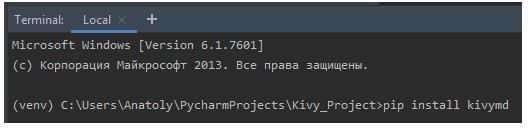 Terminal: Local × +
Microsoft Windows [Version 6.1.7601]
(c) Корпорация Майкрософт 2013. Все права защищены.
(venv) C:\Users\Anatoly\PycharmProjects\Kivy_Project>pip install kivymd